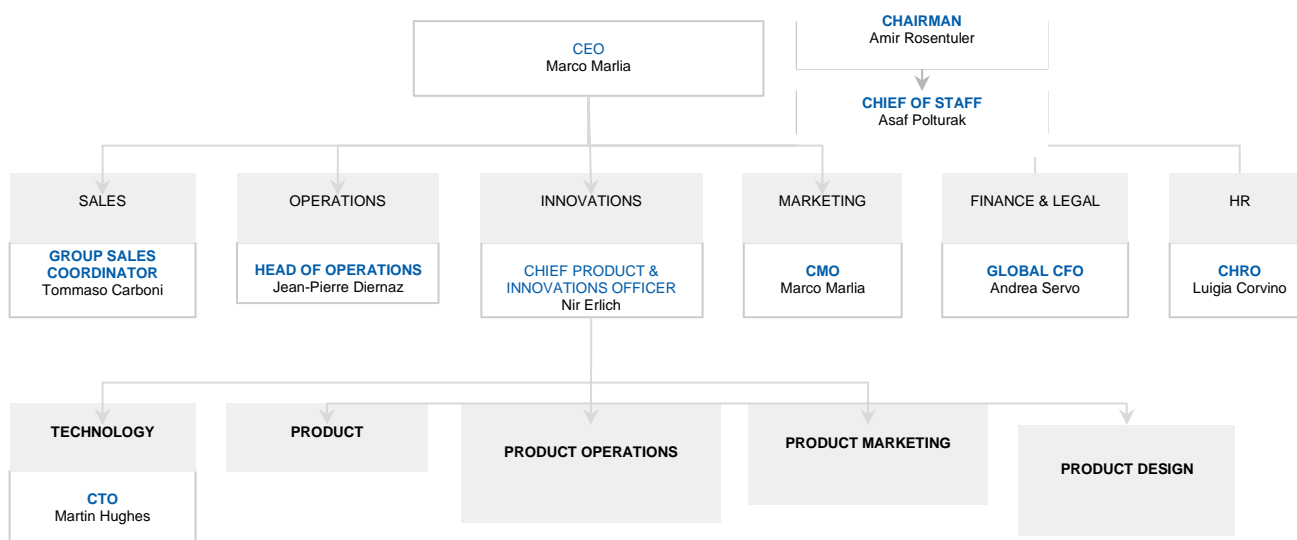 CHAIRMAN
Amir Rosentuler
CEO
Marco Marlia
CHIEF OF STAFF
Asaf Polturak
SALES
OPERATIONS
INNOVATIONS
MARKETING
FINANCE & LEGAL
HR
GROUP SALES
COORDINATOR
Tommaso Carboni
HEAD OF OPERATIONS
Jean-Pierre Diernaz
CHIEF PRODUCT &
INNOVATIONS OFFICER
Nir Erlich
CMO
Marco Marlia
GLOBAL CFO
Andrea Servo
CHRO
Luigia Corvino
TECHNOLOGY
PRODUCT
PRODUCT OPERATIONS
PRODUCT MARKETING
PRODUCT DESIGN
CTO
Martin Hughes